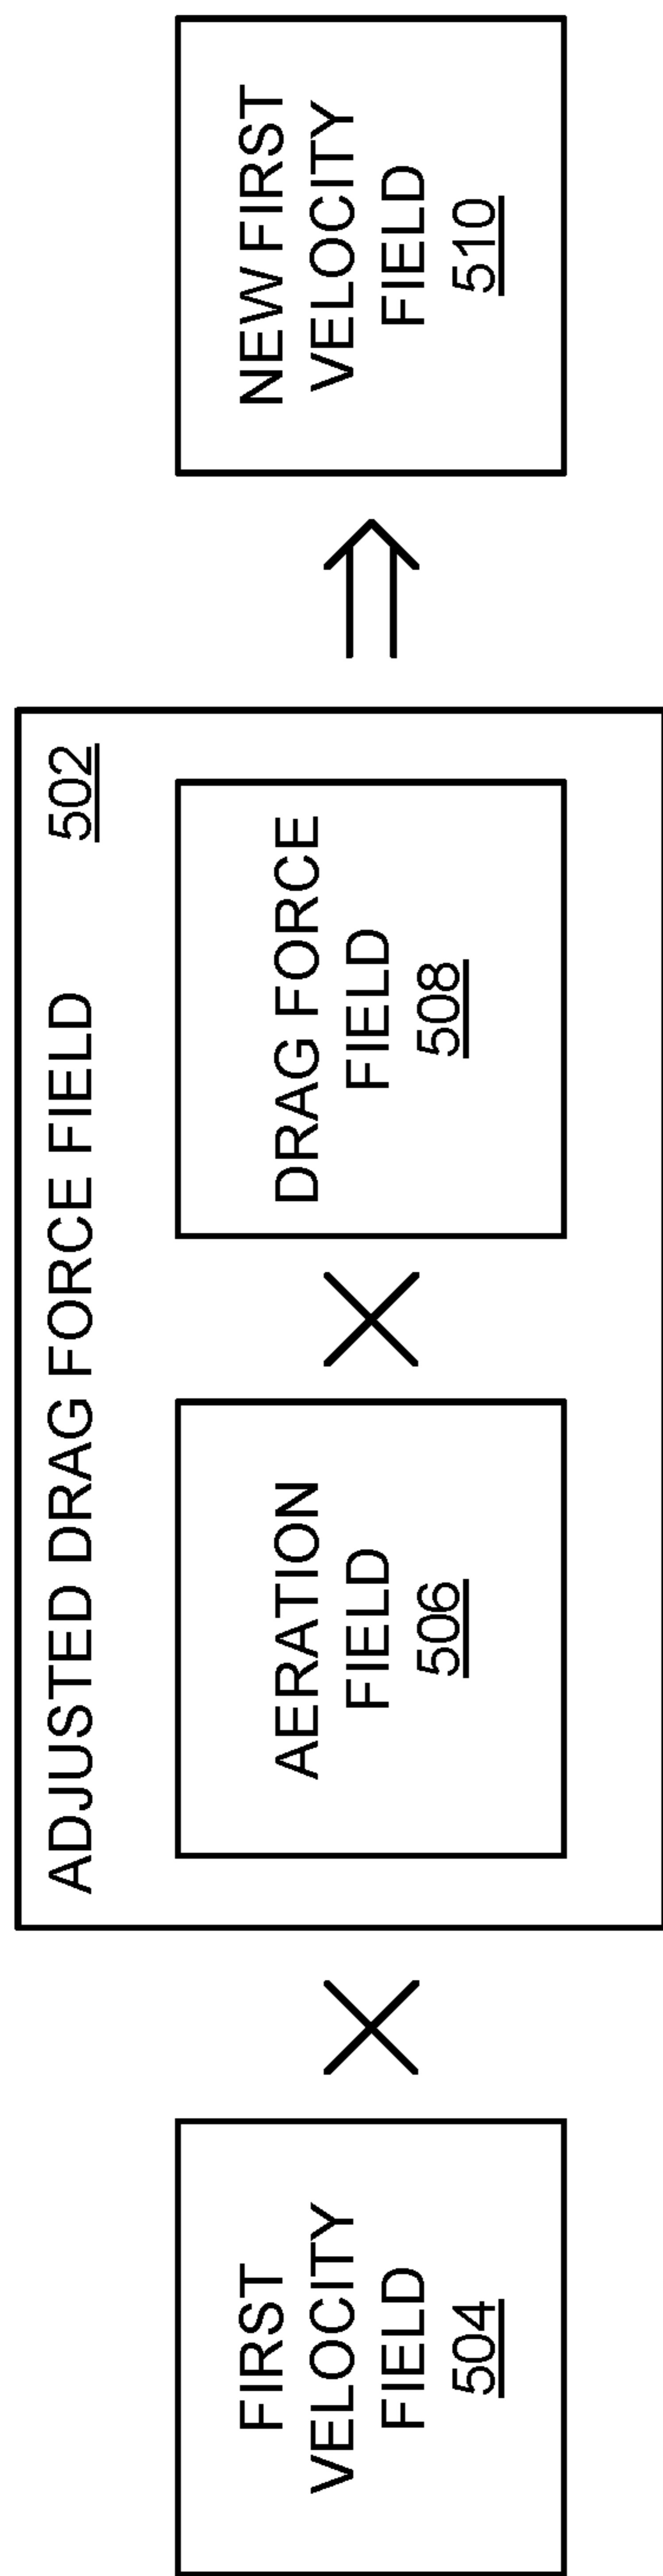 FIRST
VELOCITY
FIELD
504
ADJUSTED DRAG FORCE FIELD 502
AERATION
FIELD
506
DRAG FORCE
FIELD
508
NEW FIRST
VELOCITY
FIELD
510